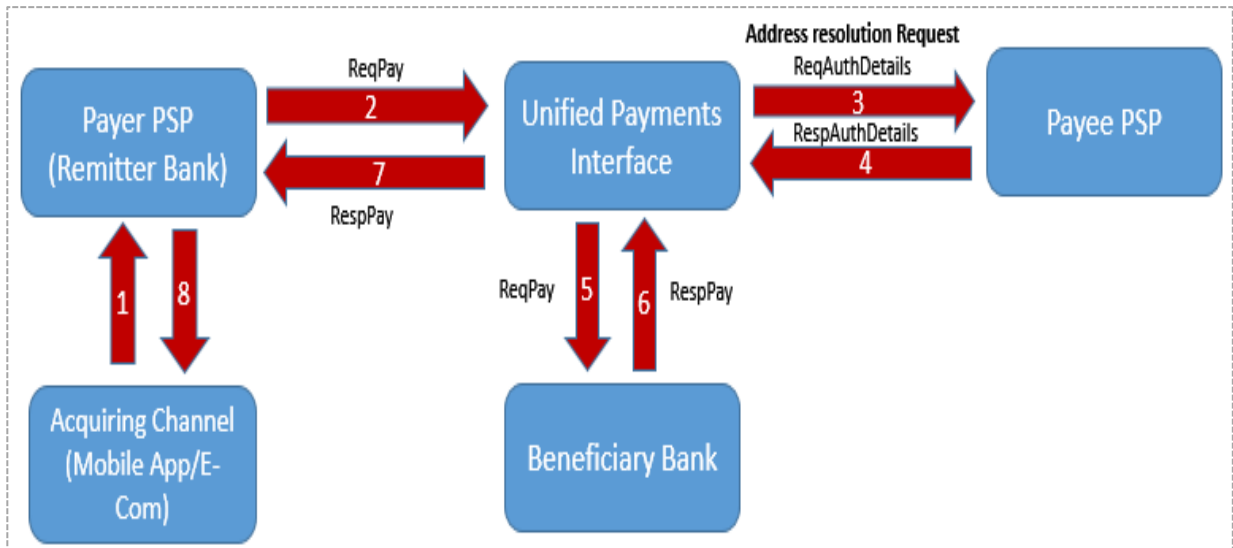 Address resolution Request
ReqPay
ReqAuthDetails
2
3
Payer PSP
(Remitter Bank)
Unified Payments
Interface
Payee PSP
RespAuthDetails
7
4
RespPay
1
8
ReqPay
5
6
RespPay
Acquiring Channel
(Mobile App/E-
Com)
Beneficiary Bank